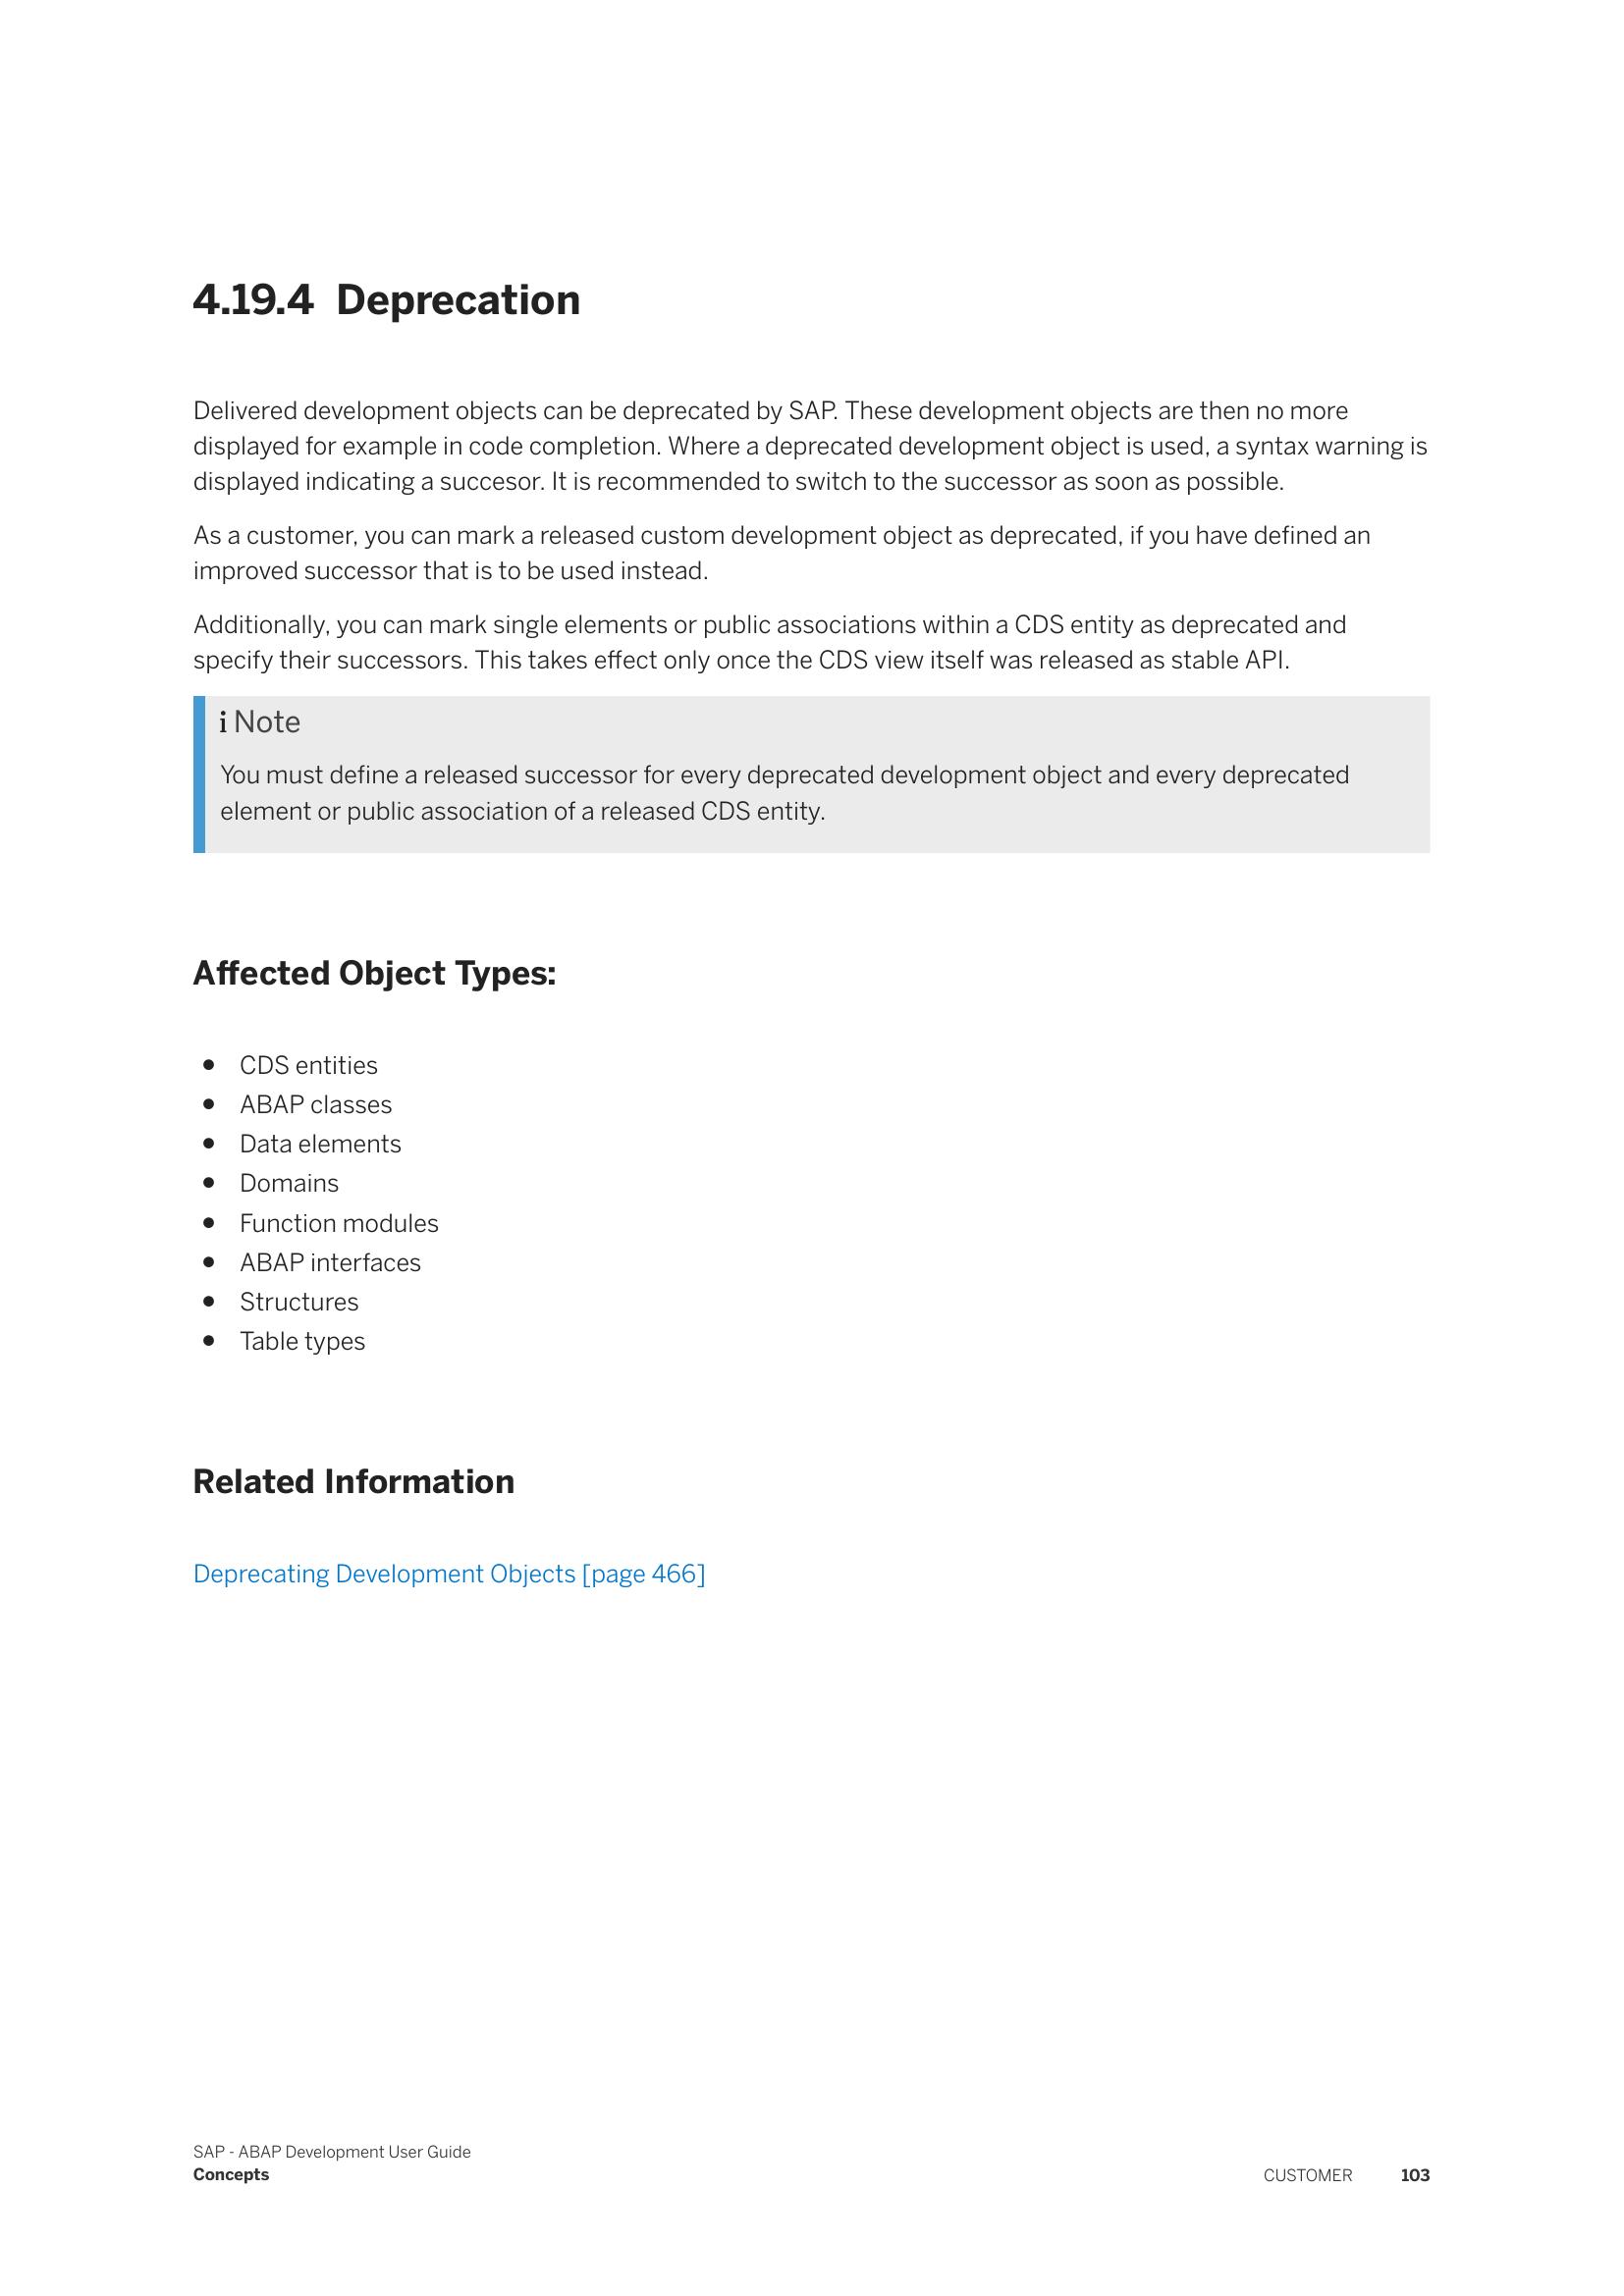 4.19.4 Deprecation
Delivered development objects can be deprecated by SAP. These development objects are then no more
displayed for example in code completion. Where a deprecated development object is used, a syntax warning is
displayed indicating a succesor. It is recommended to switch to the successor as soon as possible.
As a customer, you can mark a released custom development object as deprecated, if you have defined an
improved successor that is to be used instead.
Additionally, you can mark single elements or public associations within a CDS entity as deprecated and
specify their successors. This takes effect only once the CDS view itself was released as stable API.
i Note
You must define a released successor for every deprecated development object and every deprecated
element or public association of a released CDS entity.
Affected Object Types:
• CDS entities
• ABAP classes
• Data elements
• Domains
• Function modules
• ABAP interfaces
• Structures
• Table types
Related Information
Deprecating Development Objects [page 466]
SAP - ABAP Development User Guide
Concepts
CUSTOMER 103